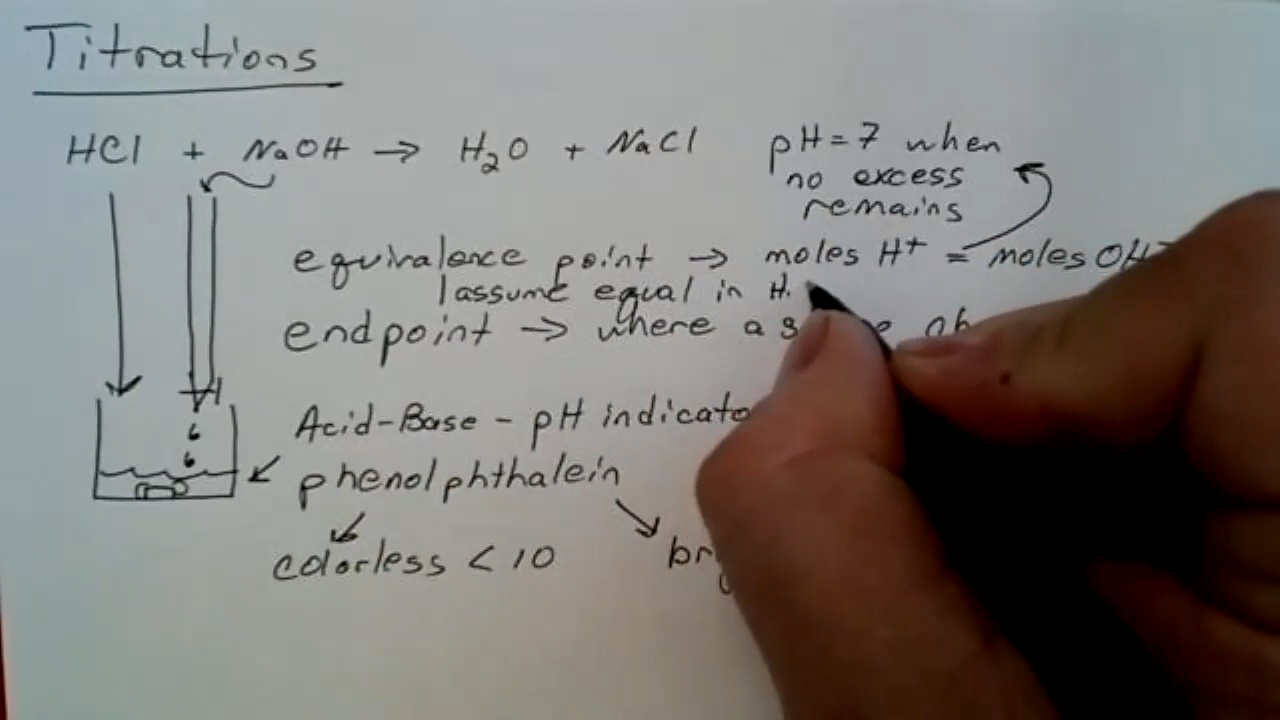 Titrations
HCl + NaOH → H₂O + NaCl
pH = 7 when
no excess
remains
equivalence point → moles H⁺ = moles OH⁻
assume equal in
endpoint → where a
Acid-Base - pH
phenolphthalein
colorless < 10